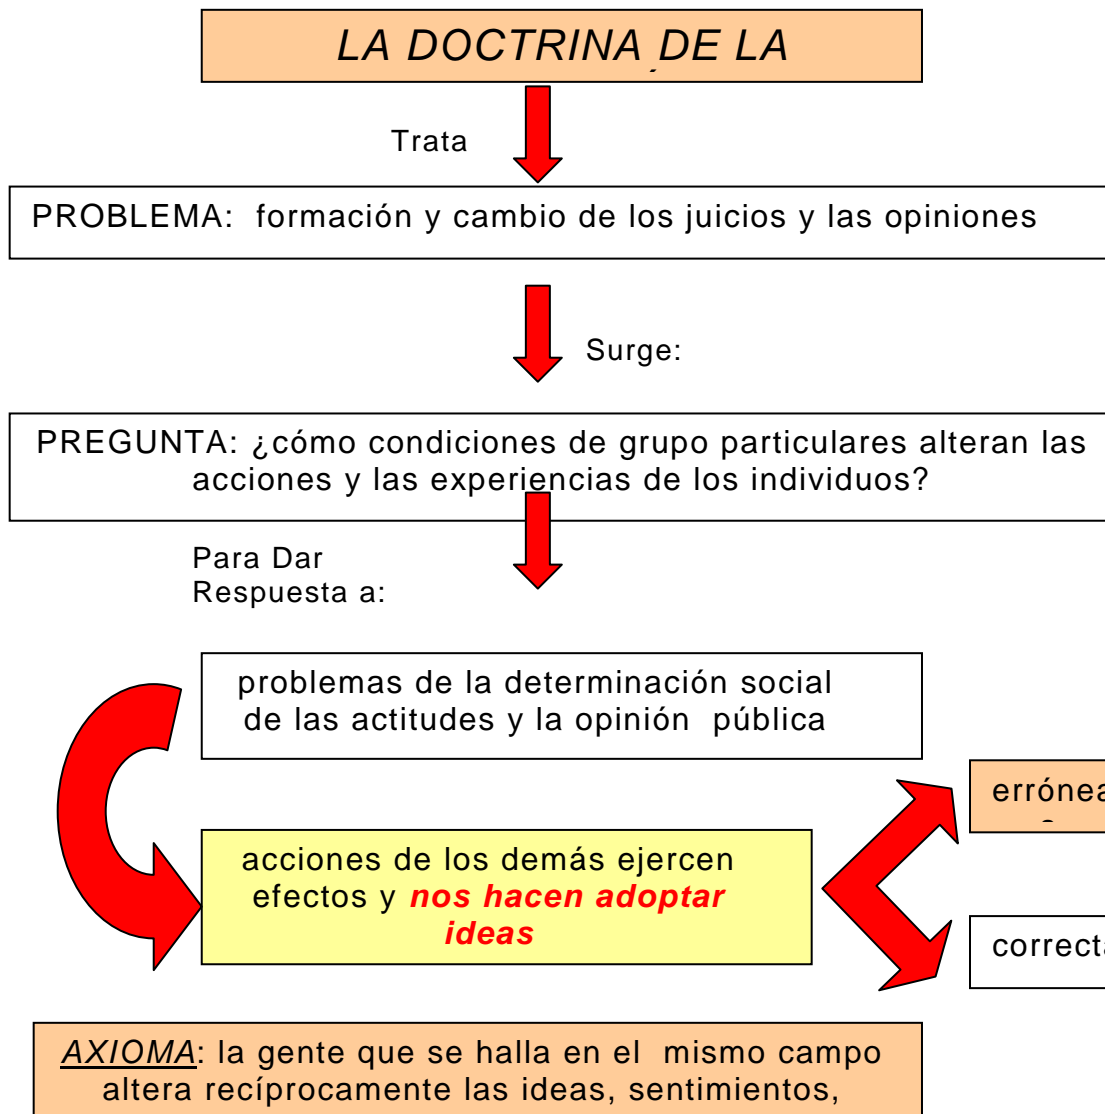 LA DOCTRINA DE LA
Trata
PROBLEMA: formación y cambio de los juicios y las opiniones
Surge:
PREGUNTA: ¿cómo condiciones de grupo particulares alteran las
acciones y las experiencias de los individuos?
Para Dar
Respuesta a:
problemas de la determinación social
de las actitudes y la opinión pública
errónea
acciones de los demás ejercen
efectos y nos hacen adoptar
ideas
correcta
AXIOMA: la gente que se halla en el mismo campo
altera recíprocamente las ideas, sentimientos,